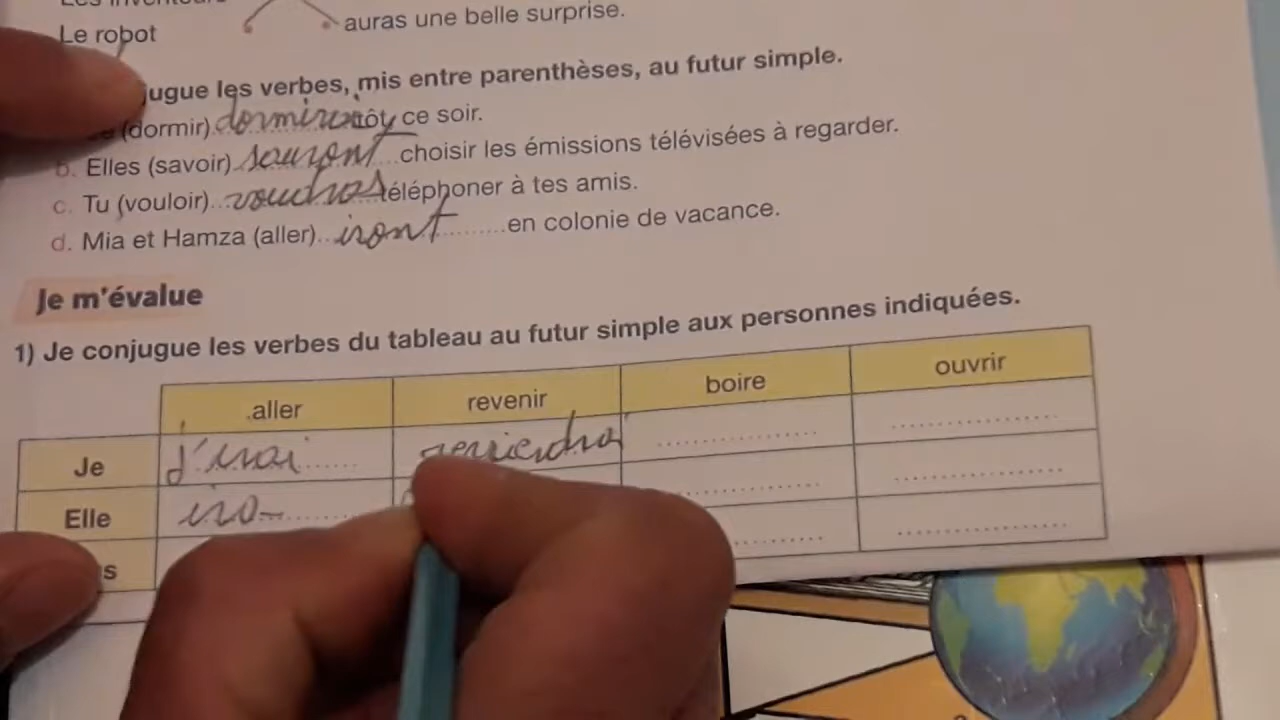 Le robot
auras une belle surprise.
jugue les verbes, mis entre parenthèses, au futur simple.
(dormir) tôt ce soir.
b. Elles (savoir) sauront choisir les émissions télévisées à regarder.
c. Tu (vouloir) voudras téléphoner à tes amis.
d. Mia et Hamza (aller) iront en colonie de vacance.
Je m'évalue
1) Je conjugue les verbes du tableau au futur simple aux personnes indiquées.
aller revenir boire ouvrir
Je j'irai
Elle ira
s